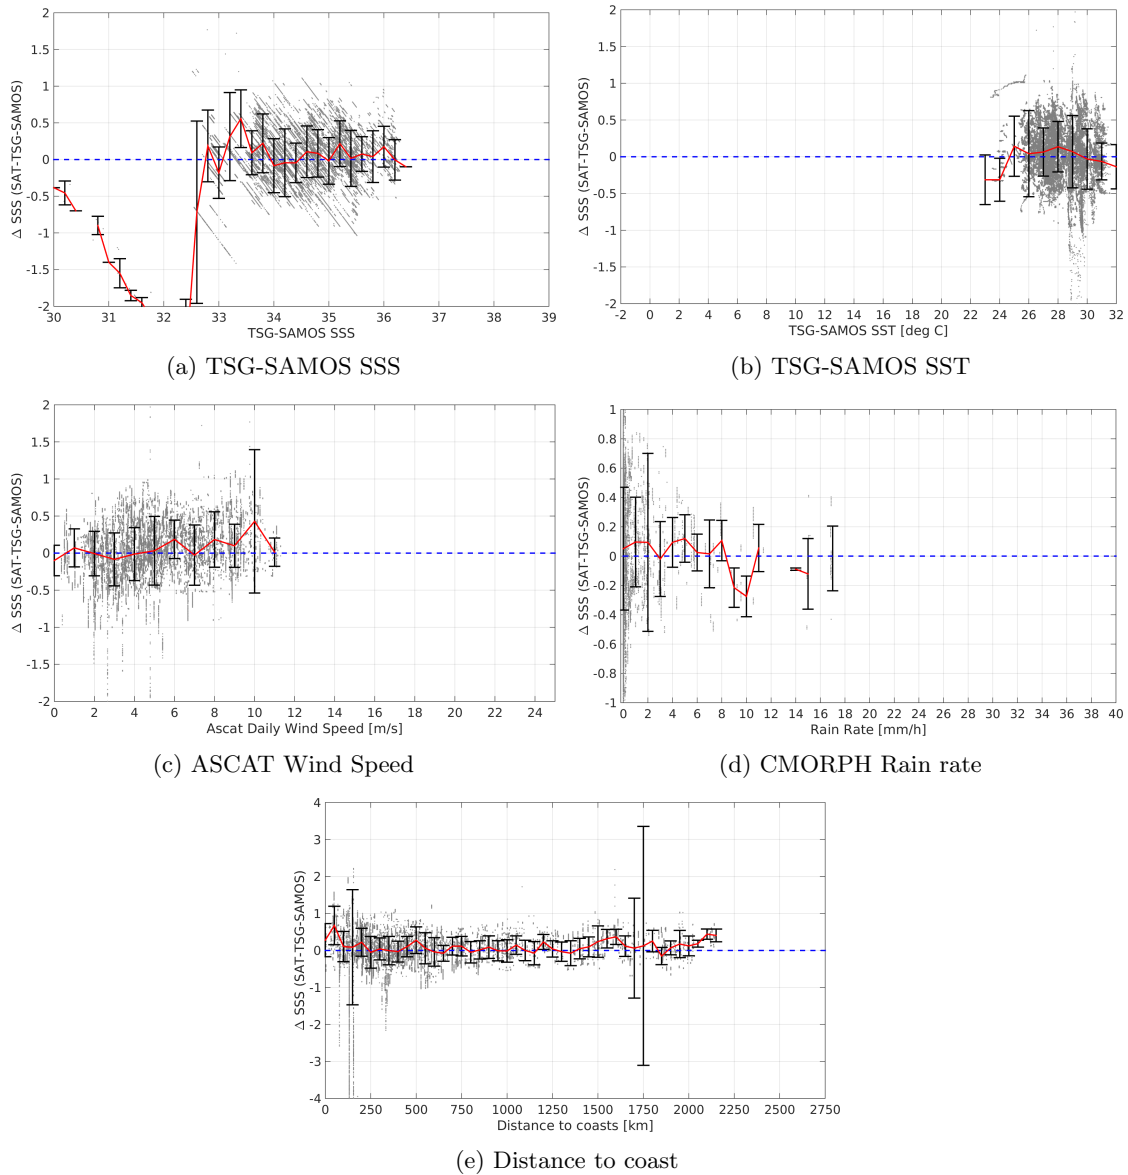 2
1.5
1
0.5
0
-0.5
-1
-1.5
-2
Δ SSS (SAT-TSG-SAMOS)
30 31 32 33 34 35 36 37 38 39
TSG-SAMOS SSS
(a) TSG-SAMOS SSS
2
1.5
1
0.5
0
-0.5
-1
-1.5
-2
Δ SSS (SAT-TSG-SAMOS)
-2 0 2 4 6 8 10 12 14 16 18 20 22 24 26 28 30 32
TSG-SAMOS SST [deg C]
(b) TSG-SAMOS SST
2
1.5
1
0.5
0
-0.5
-1
-1.5
-2
Δ SSS (SAT-TSG-SAMOS)
0 2 4 6 8 10 12 14 16 18 20 22 24
Ascat Daily Wind Speed [m/s]
(c) ASCAT Wind Speed
1
0.8
0.6
0.4
0.2
0
-0.2
-0.4
-0.6
-0.8
-1
Δ SSS (SAT-TSG-SAMOS)
0 2 4 6 8 10 12 14 16 18 20 22 24 26 28 30 32 34 36 38 40
Rain Rate [mm/h]
(d) CMORPH Rain rate
4
3
2
1
0
-1
-2
-3
-4
Δ SSS (SAT-TSG-SAMOS)
0 250 500 750 1000 1250 1500 1750 2000 2250 2500 2750
Distance to coasts [km]
(e) Distance to coast